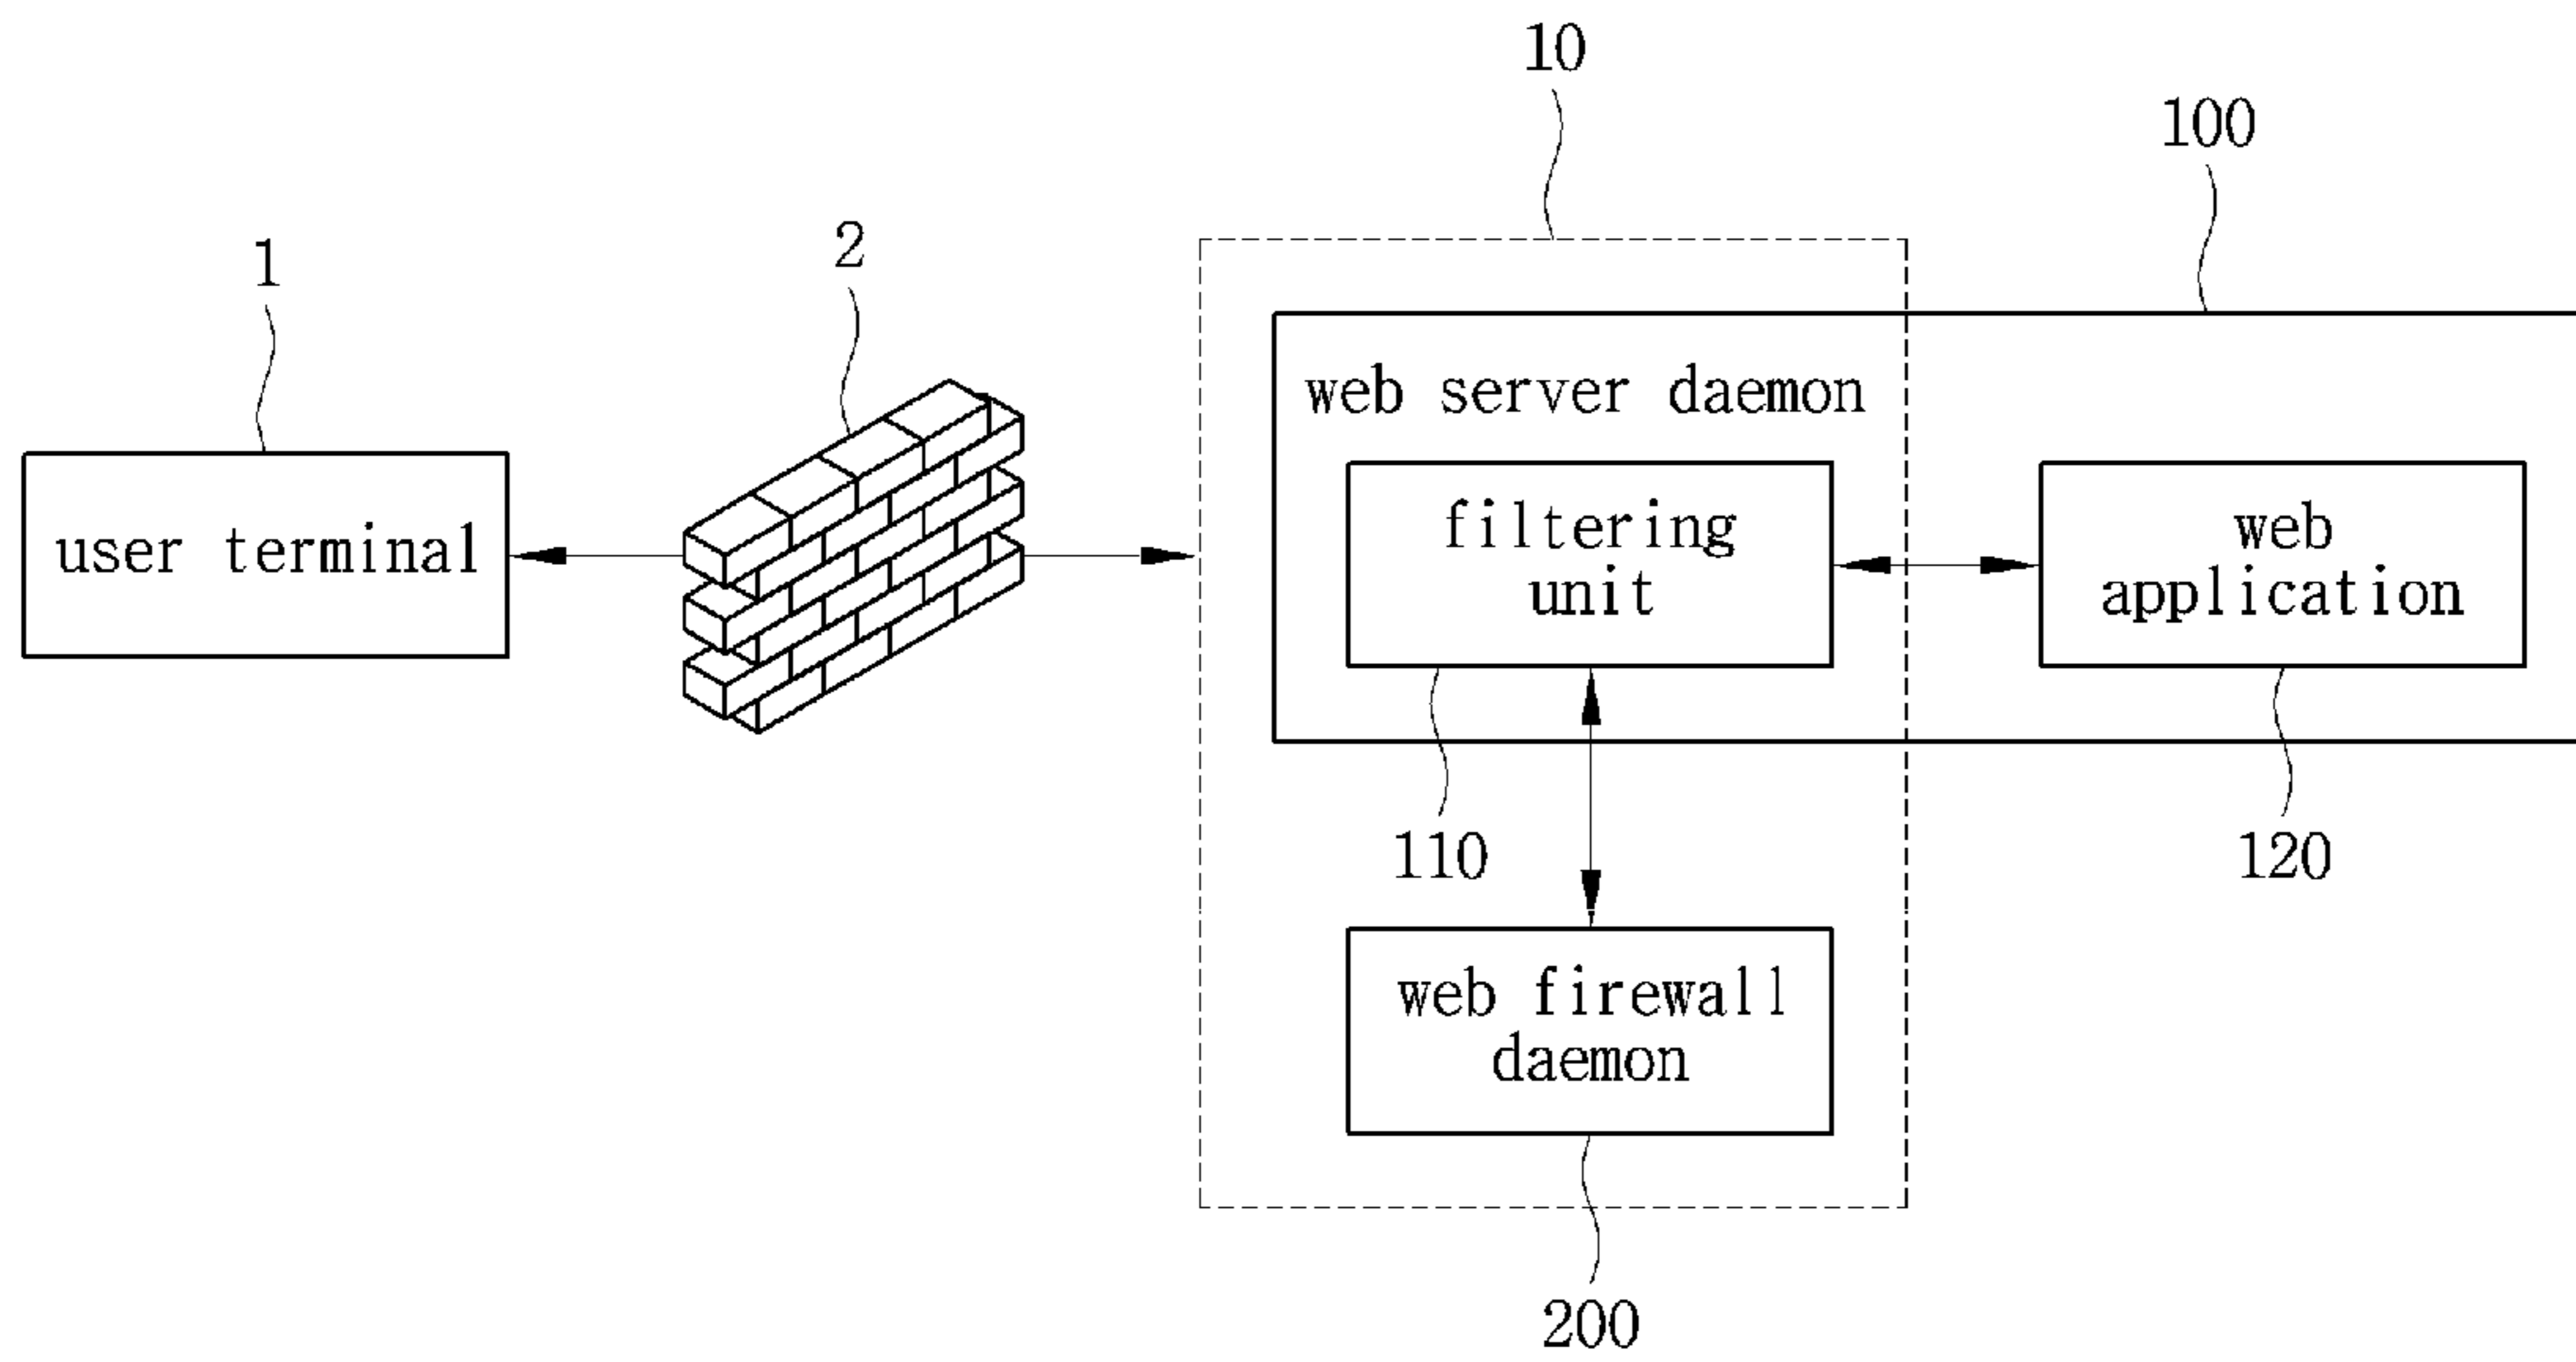 10
100
1
2
web server daemon
user terminal
filtering
unit
web
application
110
120
web firewall
daemon
200